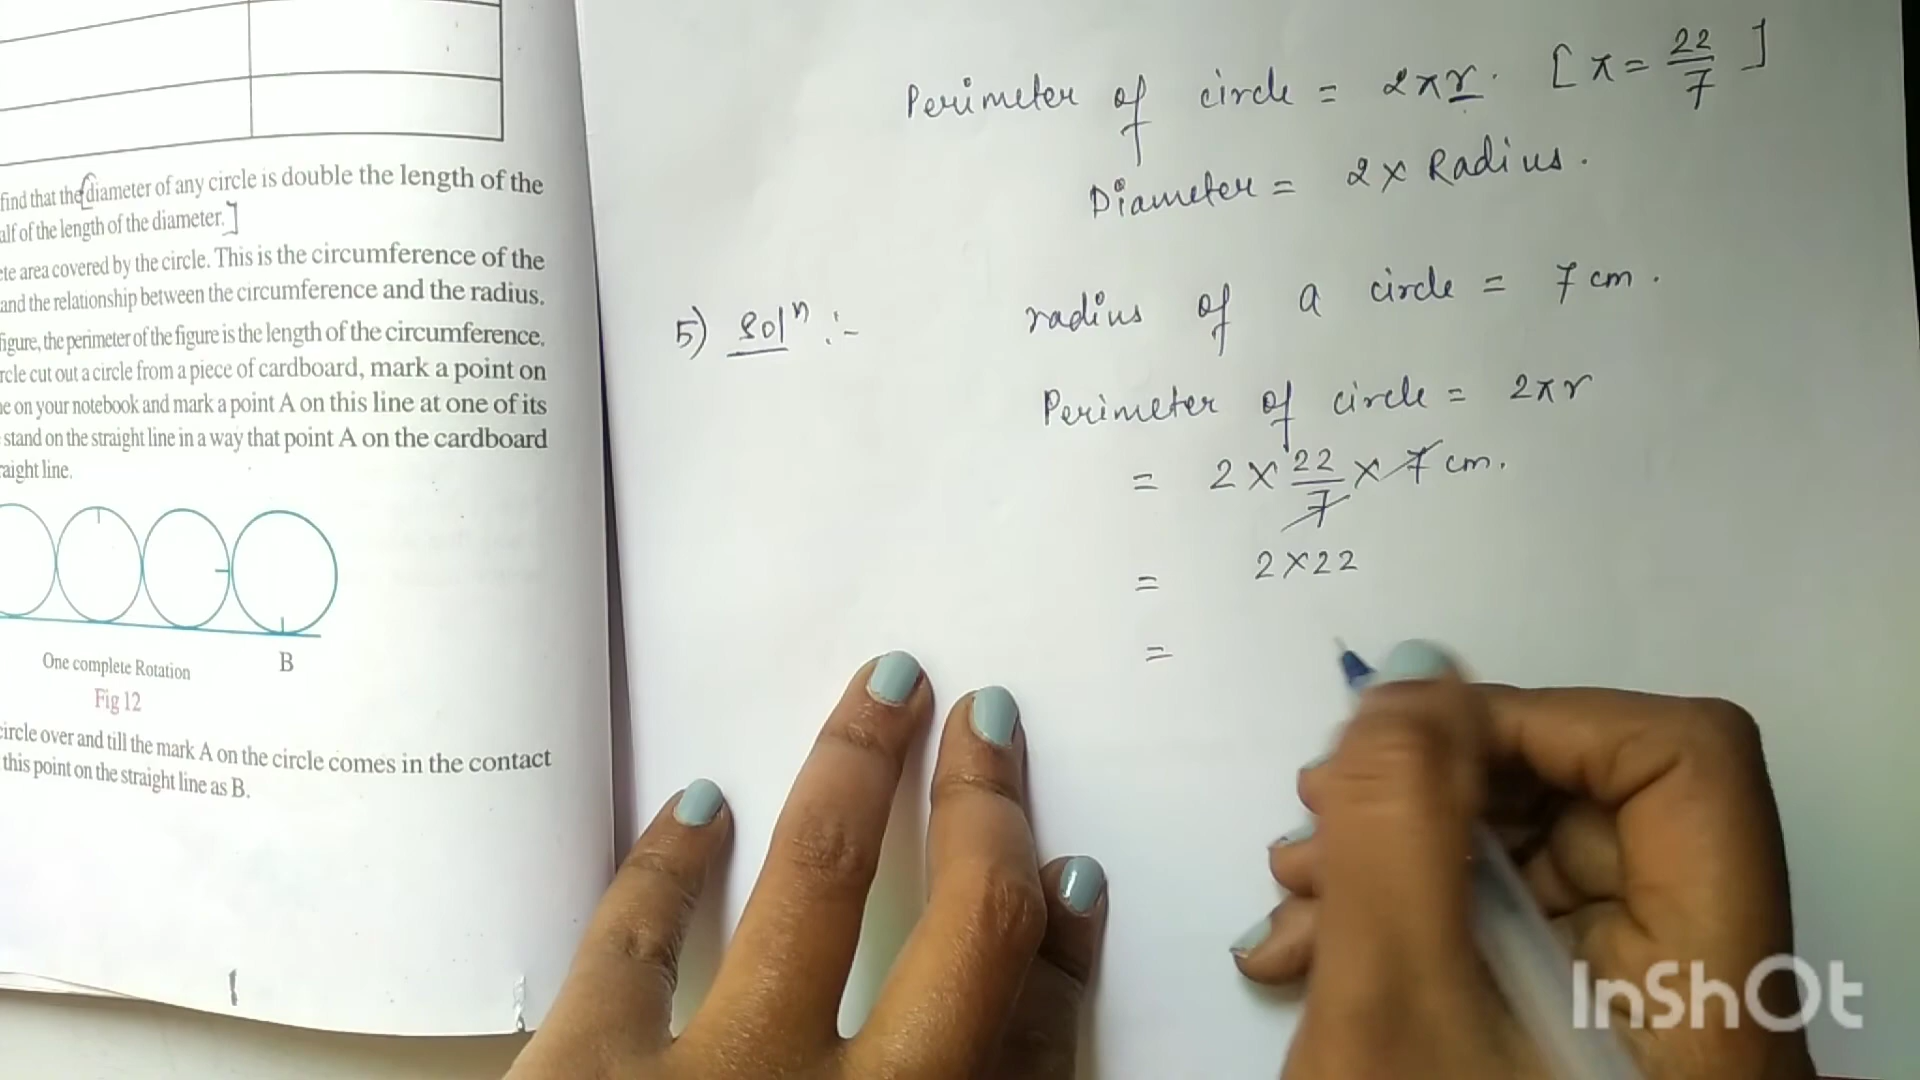 find that the [diameter of any circle is double the length of the
alf of the length of the diameter.]
ete area covered by the circle. This is the circumference of the
and the relationship between the circumference and the radius.
figure, the perimeter of the figure is the length of the circumference.
rcle cut out a circle from a piece of cardboard, mark a point on
e on your notebook and mark a point A on this line at one of its
stand on the straight line in a way that point A on the cardboard
raight line.
One complete Rotation
B
Fig 12
circle over and till the mark A on the circle comes in the contact
this point on the straight line as B.
Perimeter of circle = 2πr. [π = 22/7]
Diameter = 2 × Radius.
5) Solⁿ :- radius of a circle = 7 cm.
Perimeter of circle = 2πr
= 2 × 22/7 × 7 cm.
= 2×22
=
InShOt